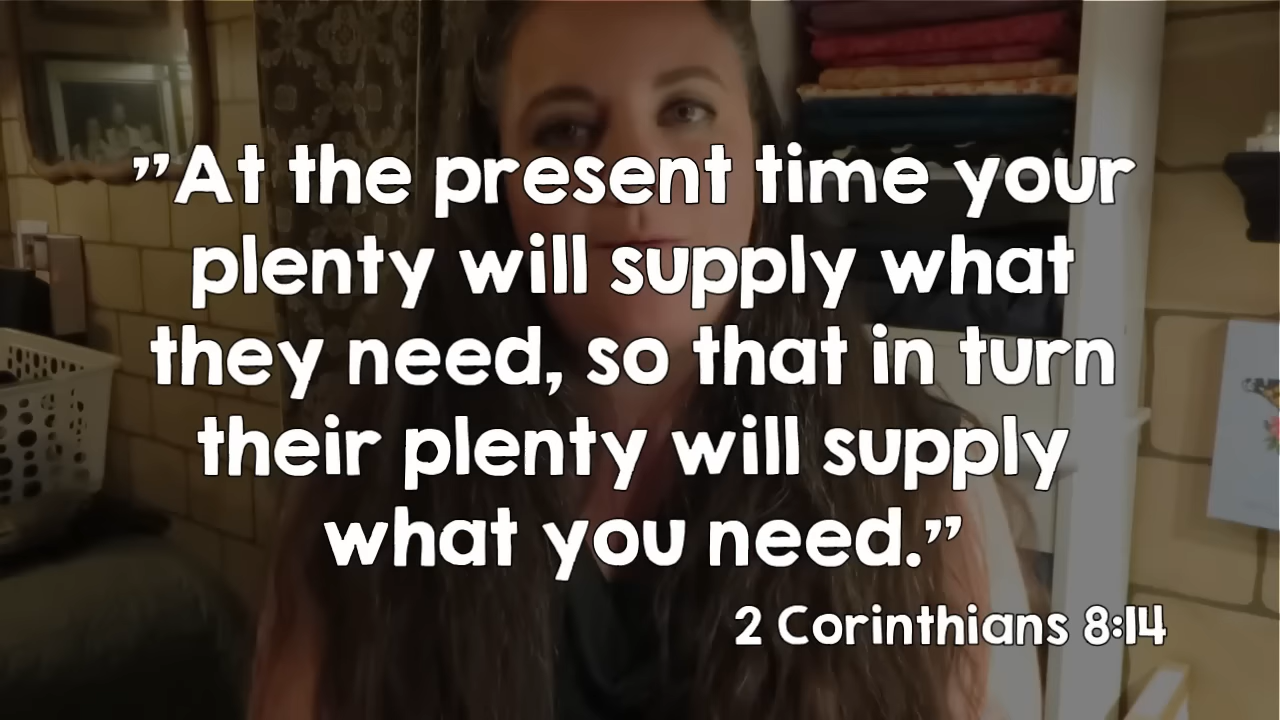 ”At the present time your
plenty will supply what
they need, so that in turn
their plenty will supply
what you need.”
2 Corinthians 8:14